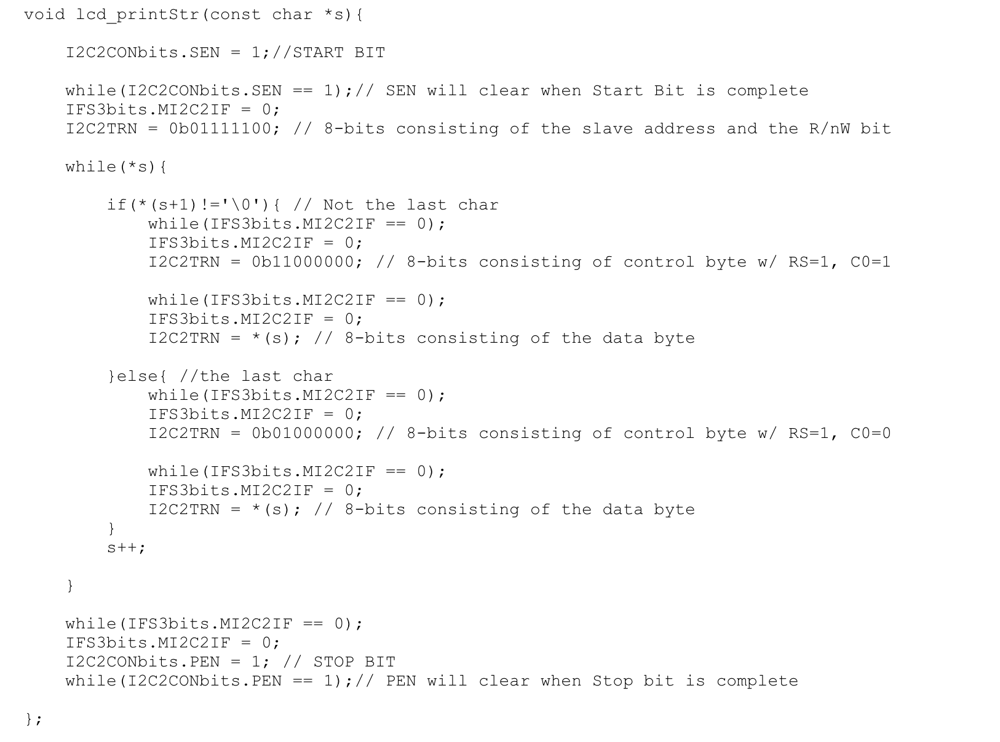 void lcd_printStr(const char *s){
I2C2CONbits.SEN = 1;//START BIT
while(I2C2CONbits.SEN == 1);// SEN will clear when Start Bit is complete
IFS3bits.MI2C2IF = 0;
I2C2TRN = 0b01111100; // 8-bits consisting of the slave address and the R/nW bit
while(*s){
if(*(s+1)!='\0'){ // Not the last char
while(IFS3bits.MI2C2IF == 0);
IFS3bits.MI2C2IF = 0;
I2C2TRN = 0b11000000; // 8-bits consisting of control byte w/ RS=1, C0=1
while(IFS3bits.MI2C2IF == 0);
IFS3bits.MI2C2IF = 0;
I2C2TRN = *(s); // 8-bits consisting of the data byte
}else{ //the last char
while(IFS3bits.MI2C2IF == 0);
IFS3bits.MI2C2IF = 0;
I2C2TRN = 0b01000000; // 8-bits consisting of control byte w/ RS=1, C0=0
while(IFS3bits.MI2C2IF == 0);
IFS3bits.MI2C2IF = 0;
I2C2TRN = *(s); // 8-bits consisting of the data byte
}
s++;
}
while(IFS3bits.MI2C2IF == 0);
IFS3bits.MI2C2IF = 0;
I2C2CONbits.PEN = 1; // STOP BIT
while(I2C2CONbits.PEN == 1);// PEN will clear when Stop bit is complete
};